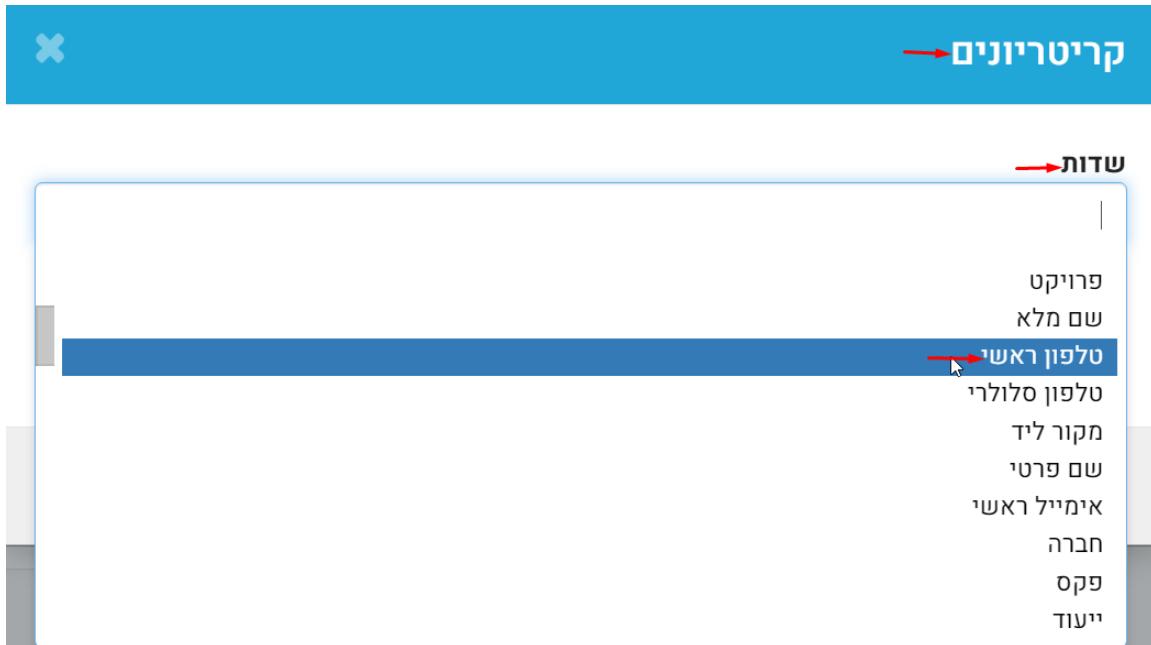 קריטריונים
שדות
פרויקט
שם מלא
טלפון ראשי
טלפון סלולרי
מקור ליד
שם פרטי
אימייל ראשי
חברה
פקס
ייעוד